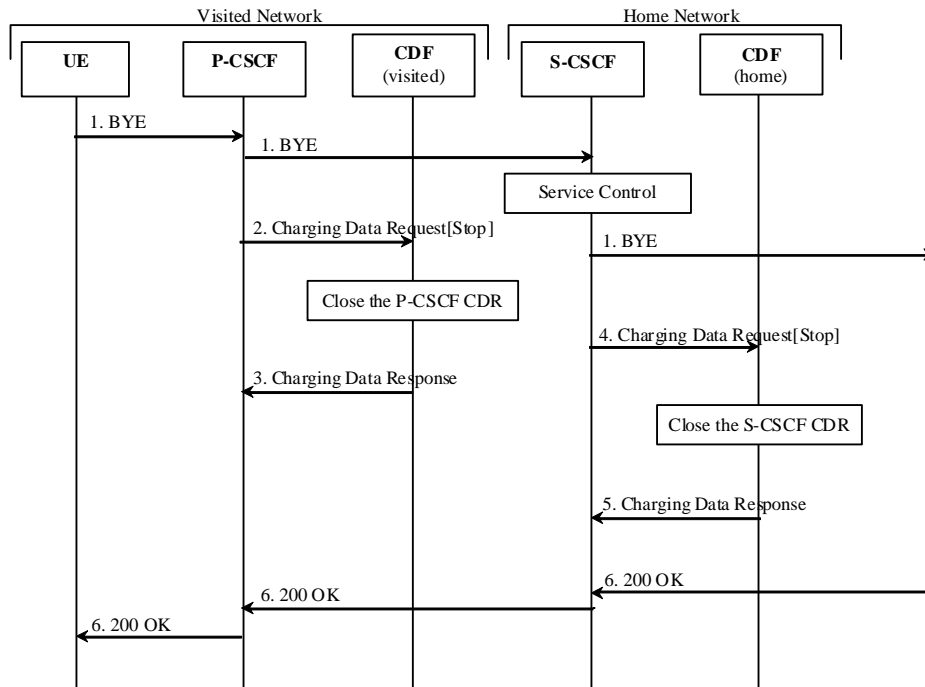 Visited Network
Home Network
UE
P-CSCF
CDF
(visited)
S-CSCF
CDF
(home)
1. BYE
1. BYE
Service Control
2. Charging Data Request[Stop]
1. BYE
Close the P-CSCF CDR
4. Charging Data Request[Stop]
3. Charging Data Response
Close the S-CSCF CDR
5. Charging Data Response
6. 200 OK
6. 200 OK
6. 200 OK